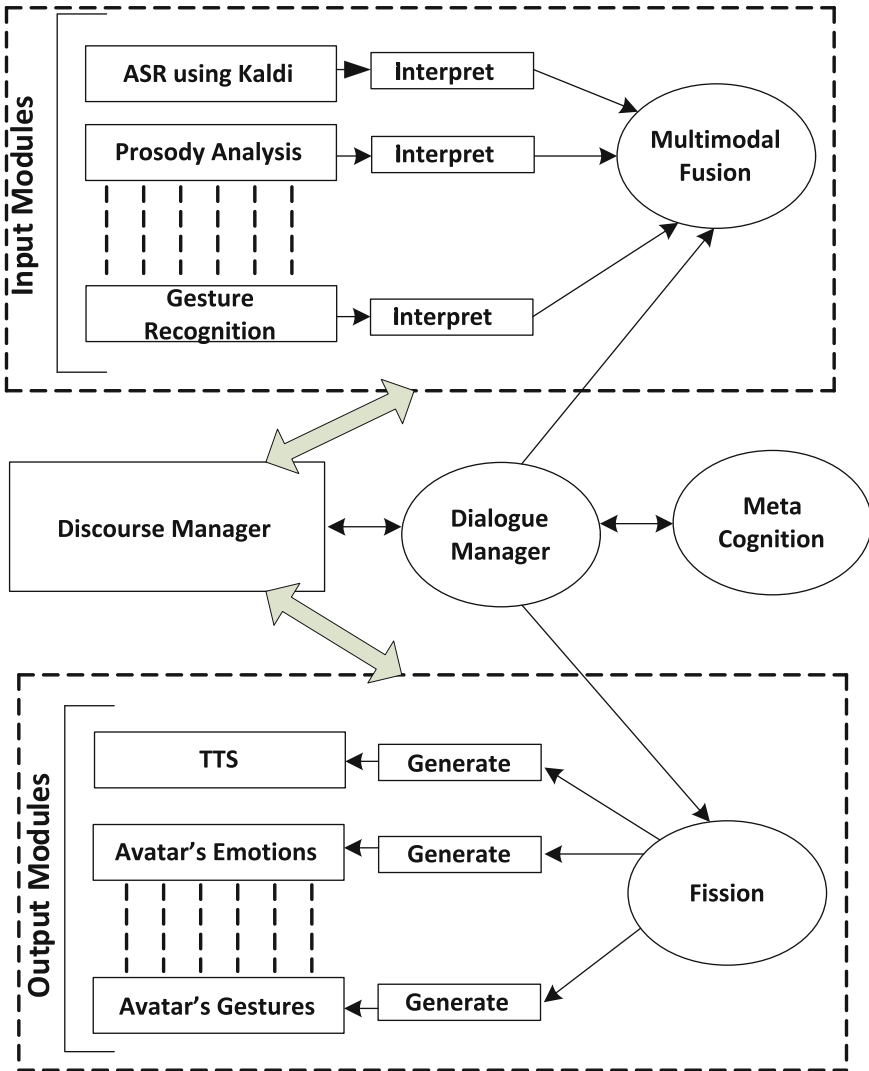 Input Modules
ASR using Kaldi
Interpret
Prosody Analysis
Interpret
Multimodal
Fusion
Gesture
Recognition
Interpret
Discourse Manager
Dialogue
Manager
Meta
Cognition
Output Modules
TTS
Generate
Avatar’s Emotions
Generate
Fission
Avatar’s Gestures
Generate